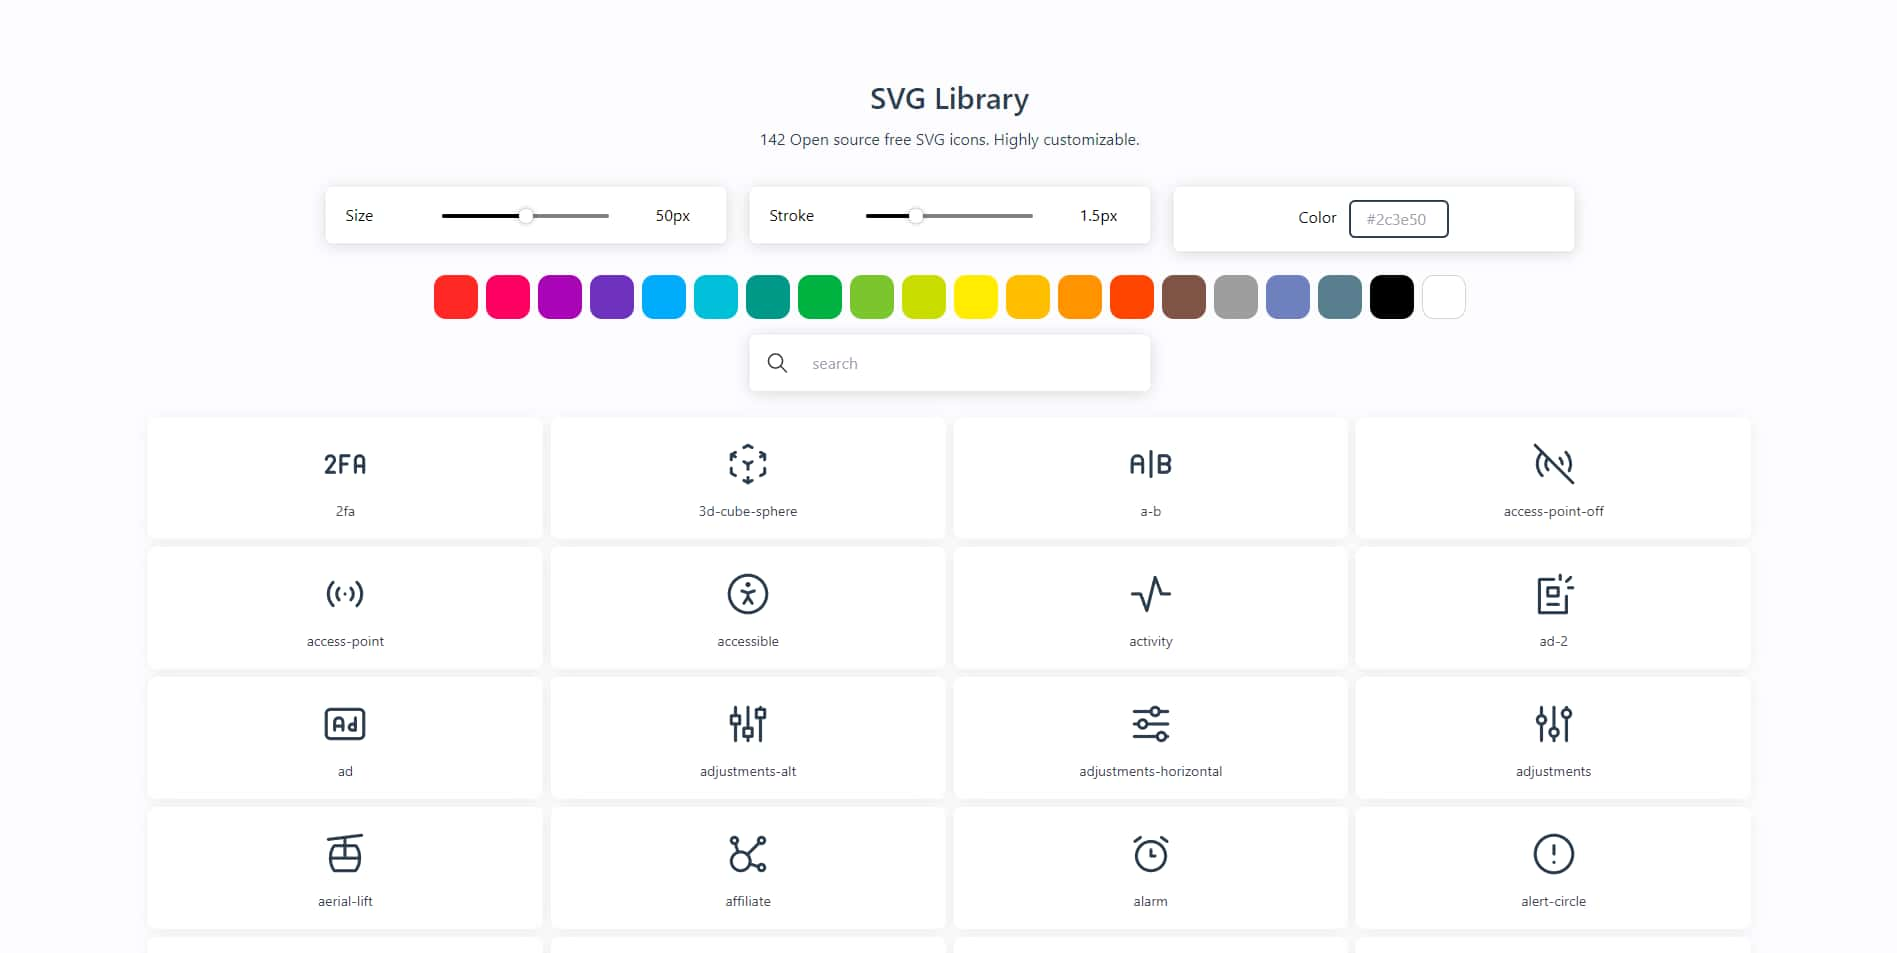 SVG Library
142 Open source free SVG icons. Highly customizable.
Size 50px Stroke 1.5px Color #2c3e50
search
2FA A|B
2fa 3d-cube-sphere a-b access-point-off
access-point accessible activity ad-2
Ad
ad adjustments-alt adjustments-horizontal adjustments
aerial-lift affiliate alarm alert-circle